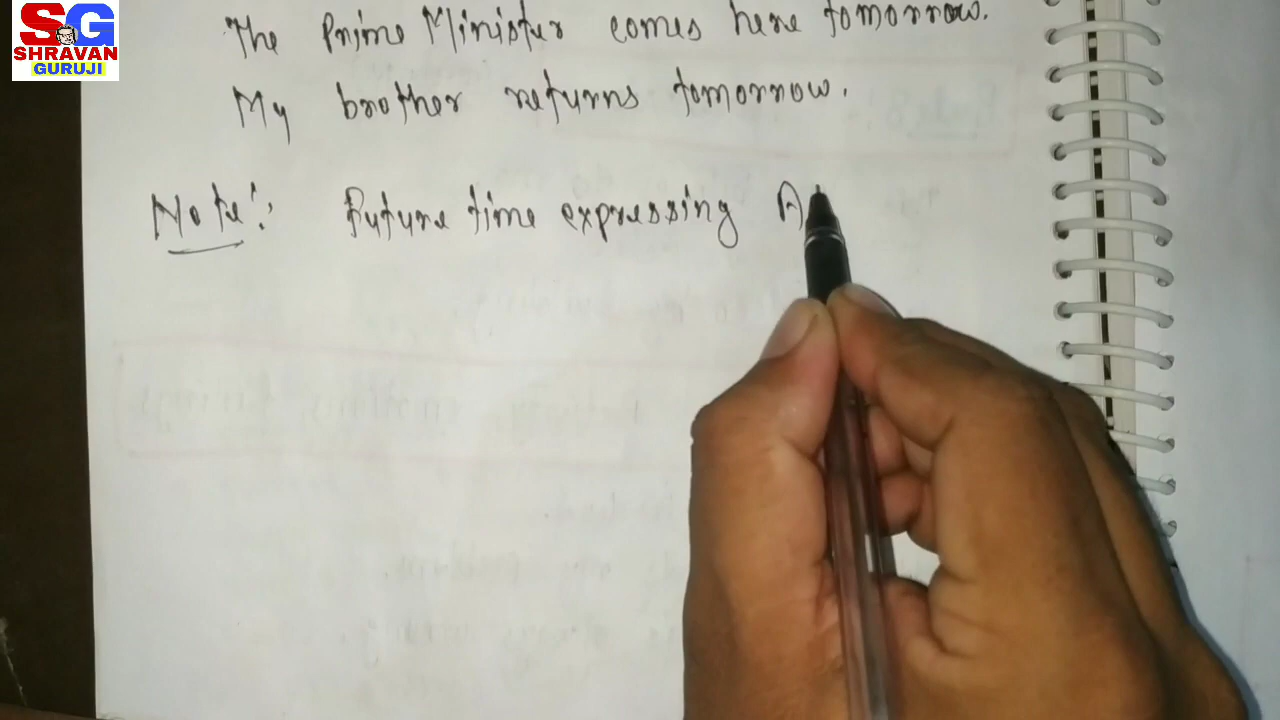 SG
SHRAVAN
GURUJI
The Prime Minister comes here tomorrow.
My brother returns tomorrow.
Note: Future time expressing A